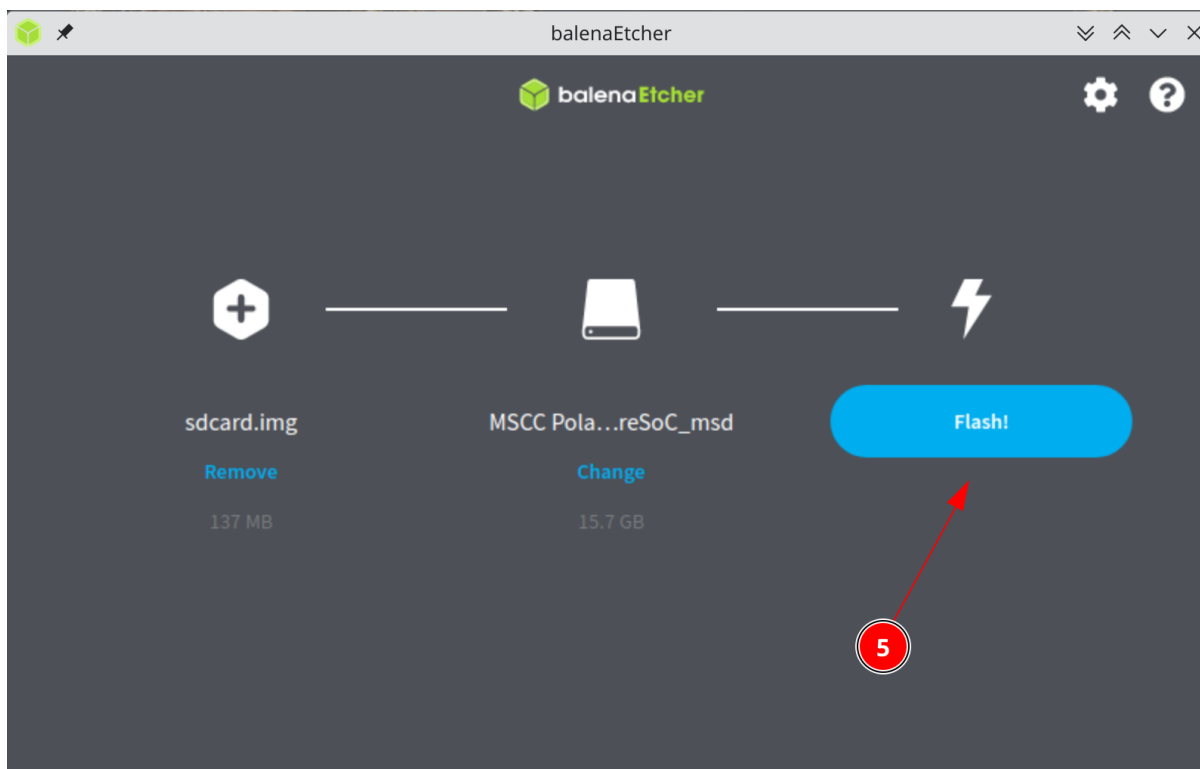 balenaEtcher
balenaEtcher
sdcard.img
MSCC Pola...reSoC_msd
Flash!
Remove
Change
137 MB
15.7 GB
5